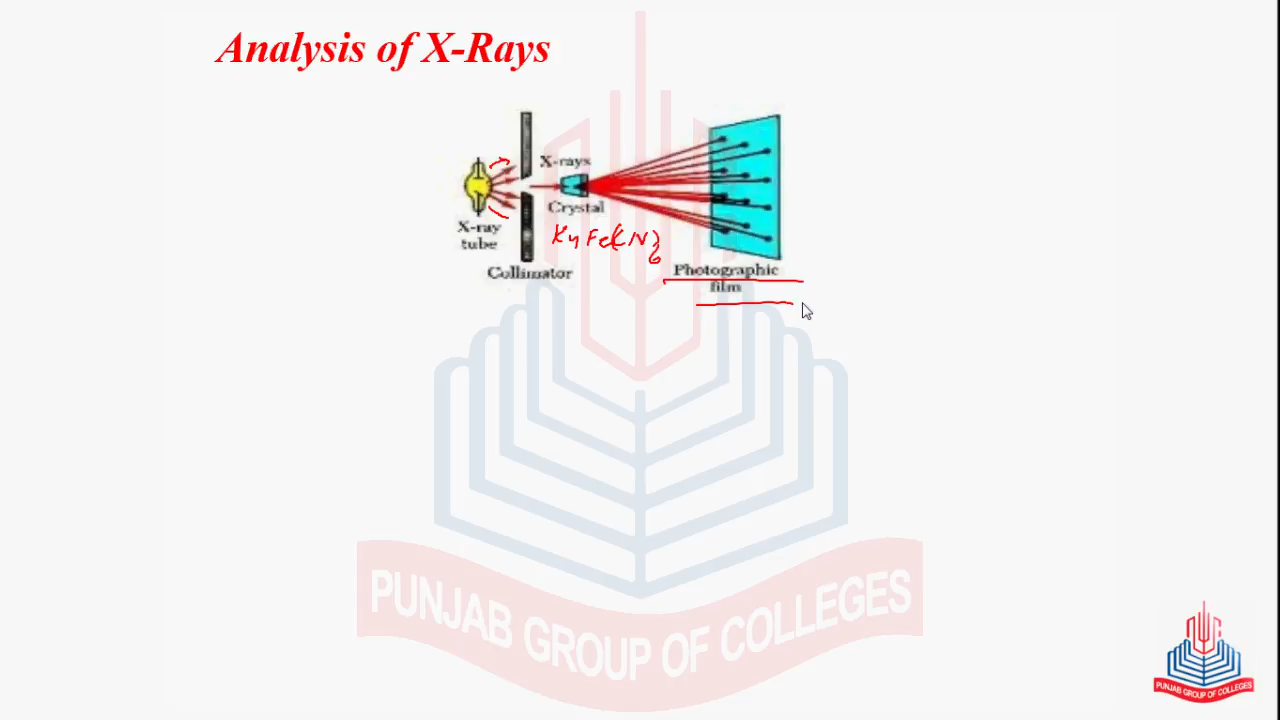 Analysis of X-Rays
X-rays
Crystal
X-ray
tube
K4Fe(CN)6
Collimator
Photographic
film
PUNJAB GROUP OF COLLEGES
PUNJAB GROUP OF COLLEGES